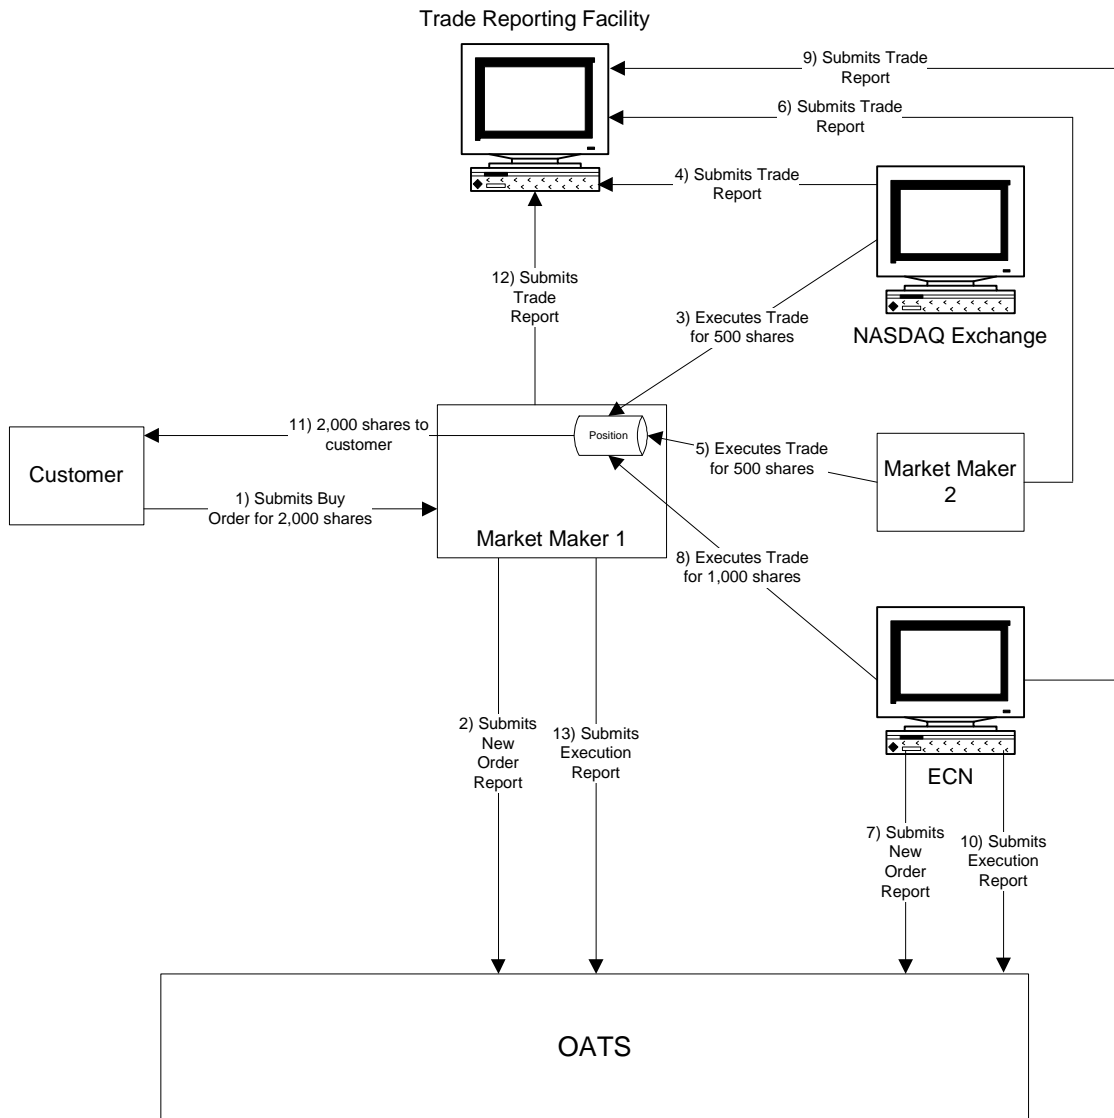 Trade Reporting Facility
9) Submits Trade
Report
6) Submits Trade
Report
4) Submits Trade
Report
12) Submits
Trade
Report
3) Executes Trade
for 500 shares
NASDAQ Exchange
11) 2,000 shares to
customer
Position
5) Executes Trade
for 500 shares
Market Maker
2
Customer
1) Submits Buy
Order for 2,000 shares
Market Maker 1
8) Executes Trade
for 1,000 shares
2) Submits
New
Order
Report
13) Submits
Execution
Report
ECN
7) Submits
New
Order
Report
10) Submits
Execution
Report
OATS